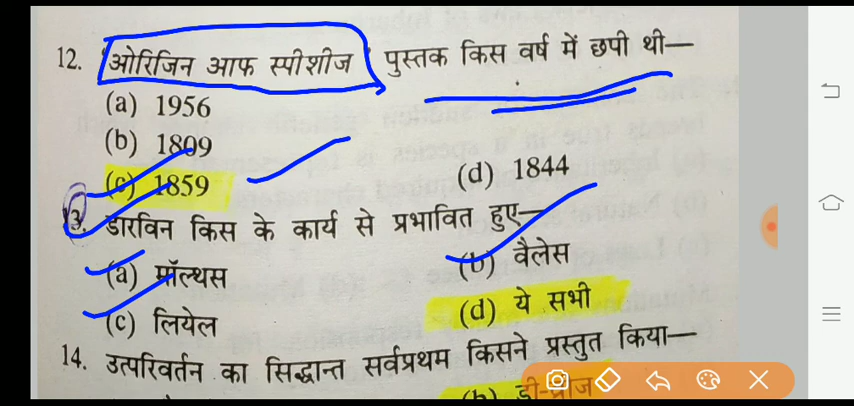 12. 'ओरिजिन आफ स्पीशीज' पुस्तक किस वर्ष में छपी थी—
(a) 1956
(b) 1809
(c) 1859
(d) 1844
13. डारविन किस के कार्य से प्रभावित हुए—
(a) मॉल्थस
(b) वैलेस
(c) लियेल
(d) ये सभी
14. उत्परिवर्तन का सिद्धान्त सर्वप्रथम किसने प्रस्तुत किया—
(b)